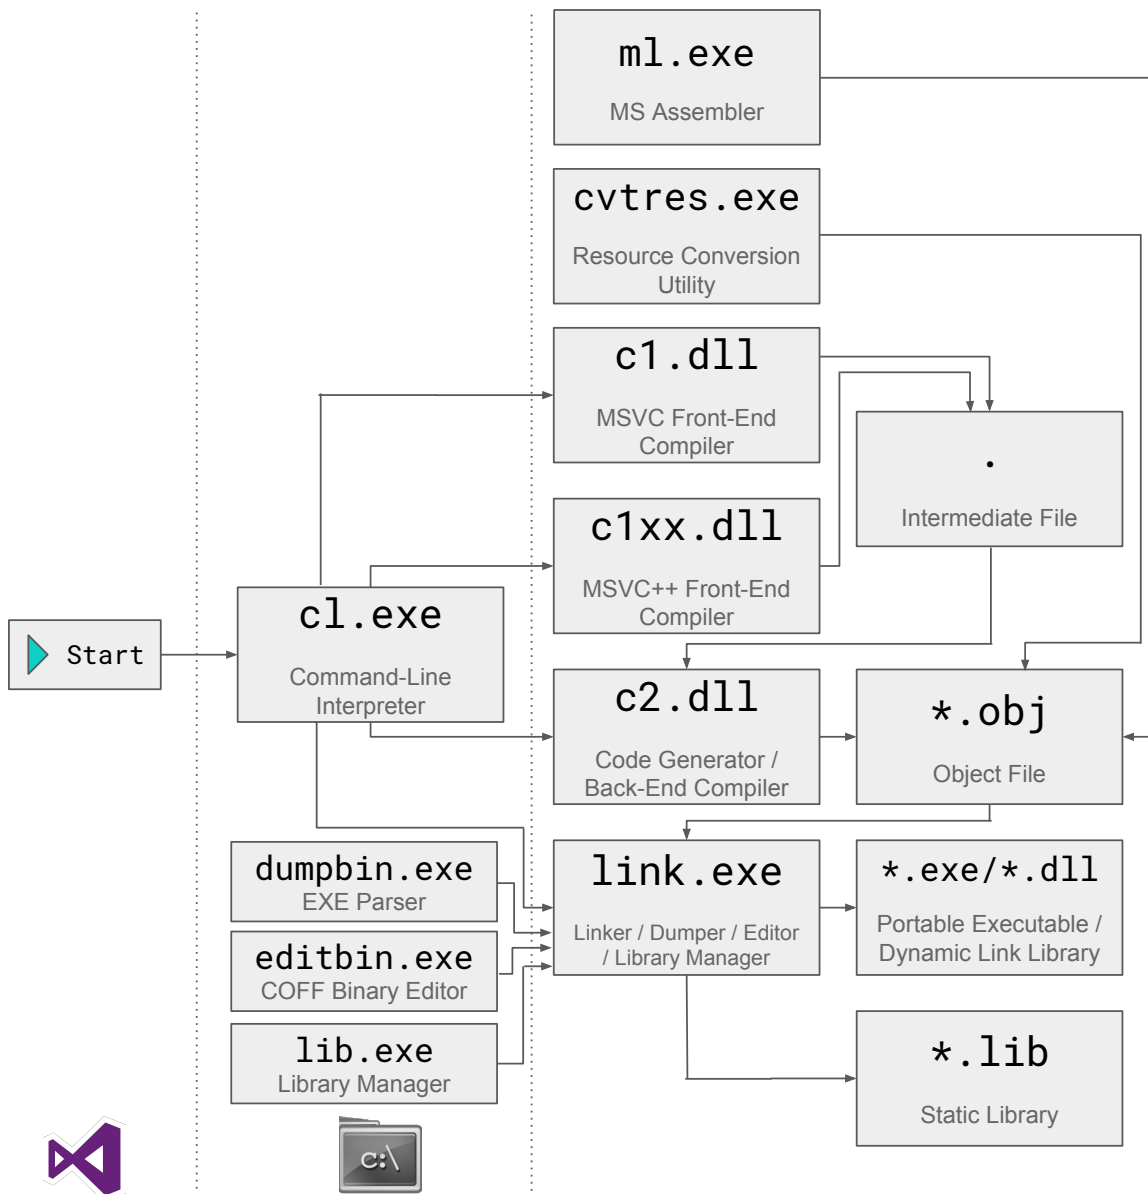 ml.exe
MS Assembler
cvtres.exe
Resource Conversion
Utility
c1.dll
MSVC Front-End
Compiler
.
Intermediate File
c1xx.dll
MSVC++ Front-End
Compiler
Start
cl.exe
Command-Line
Interpreter
c2.dll
Code Generator /
Back-End Compiler
*.obj
Object File
dumpbin.exe
EXE Parser
editbin.exe
COFF Binary Editor
lib.exe
Library Manager
link.exe
Linker / Dumper / Editor
/ Library Manager
*.exe/*.dll
Portable Executable /
Dynamic Link Library
*.lib
Static Library
C:\